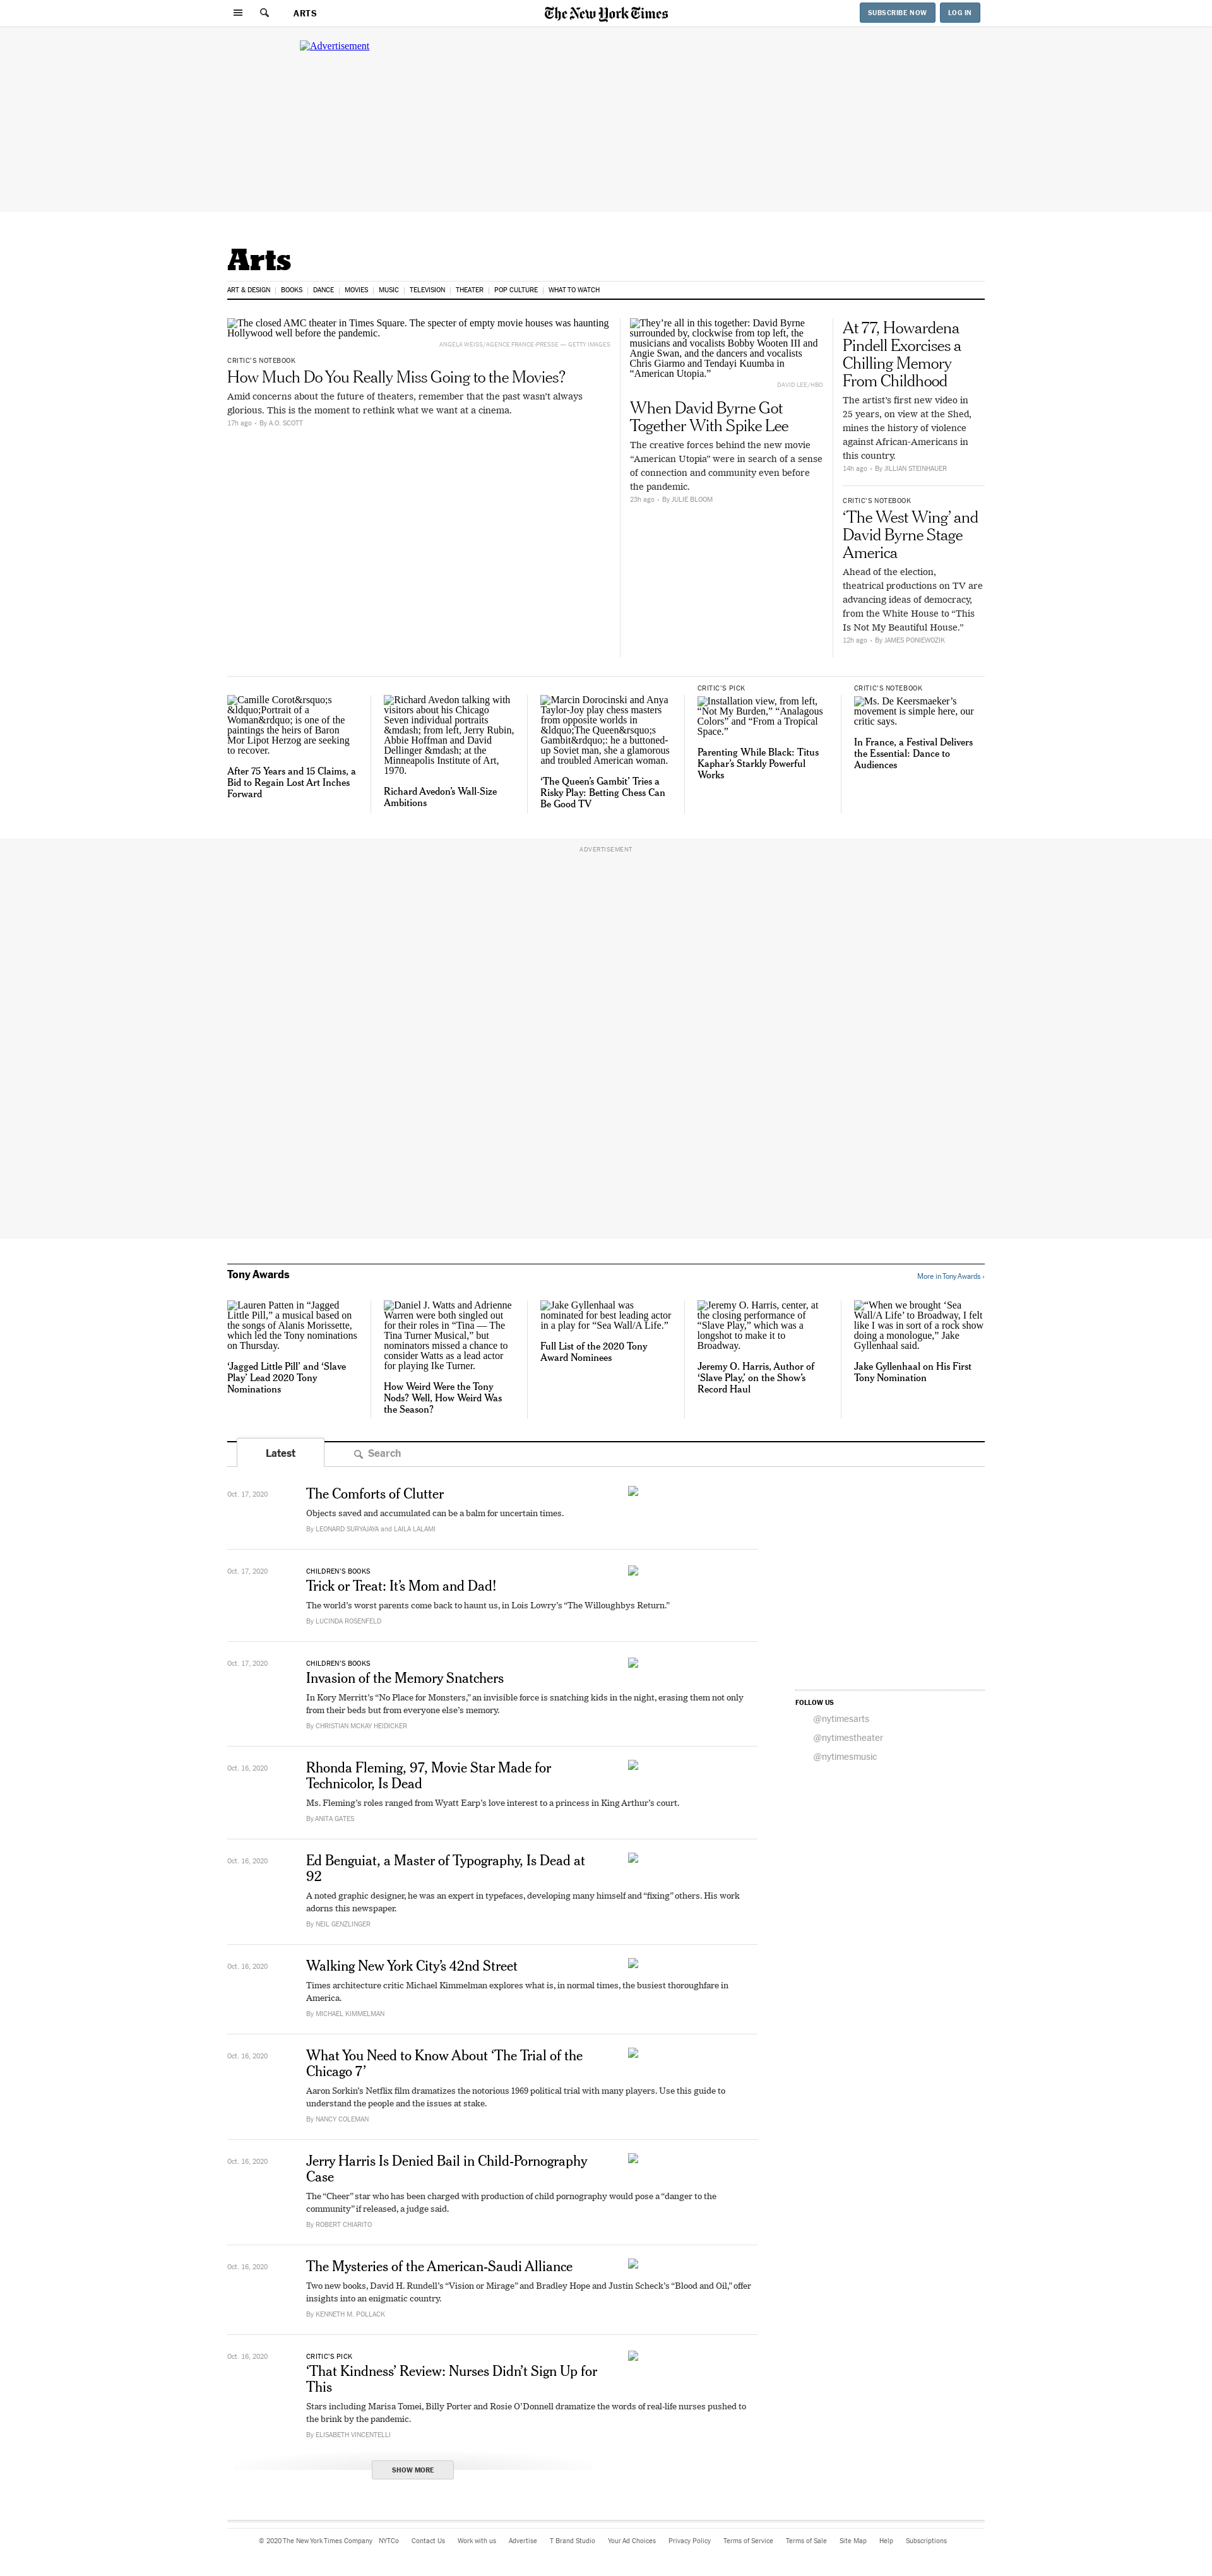 ARTS
The New York Times
SUBSCRIBE NOW
LOG IN
Advertisement
Arts
ART & DESIGN
BOOKS
DANCE
MOVIES
MUSIC
TELEVISION
THEATER
POP CULTURE
WHAT TO WATCH
The closed AMC theater in Times Square. The specter of empty movie houses was haunting
Hollywood well before the pandemic.
ANGELA WEISS/AGENCE FRANCE-PRESSE — GETTY IMAGES
CRITIC'S NOTEBOOK
How Much Do You Really Miss Going to the Movies?
Amid concerns about the future of theaters, remember that the past wasn’t always
glorious. This is the moment to rethink what we want at a cinema.
17h ago - By A.O. SCOTT
They’re all in this together: David Byrne
surrounded by, clockwise from top left, the
musicians and vocalists Bobby Wooten III and
Angie Swan, and the dancers and vocalists
Chris Giarmo and Tendayi Kuumba in
“American Utopia.”
DAVID LEE/HBO
When David Byrne Got
Together With Spike Lee
The creative forces behind the new movie
“American Utopia” were in search of a sense
of connection and community even before
the pandemic.
23h ago - By JULIE BLOOM
At 77, Howardena
Pindell Exorcises a
Chilling Memory
From Childhood
The artist’s first new video in
25 years, on view at the Shed,
mines the history of violence
against African-Americans in
this country.
14h ago - By JILLIAN STEINHAUER
CRITIC'S NOTEBOOK
‘The West Wing’ and
David Byrne Stage
America
Ahead of the election,
theatrical productions on TV are
advancing ideas of democracy,
from the White House to “This
Is Not My Beautiful House.”
12h ago - By JAMES PONIEWOZIK
Camille Corot&rsquo;s
&ldquo;Portrait of a
Woman&rdquo; is one of the
paintings the heirs of Baron
Mor Lipot Herzog are seeking
to recover.
After 75 Years and 15 Claims, a
Bid to Regain Lost Art Inches
Forward
Richard Avedon talking with
visitors about his Chicago
Seven individual portraits
&mdash; from left, Jerry Rubin,
Abbie Hoffman and David
Dellinger &mdash; at the
Minneapolis Institute of Art,
1970.
Richard Avedon’s Wall-Size
Ambitions
Marcin Dorocinski and Anya
Taylor-Joy play chess masters
from opposite worlds in
&ldquo;The Queen&rsquo;s
Gambit&rdquo;: he a buttoned-
up Soviet man, she a glamorous
and troubled American woman.
‘The Queen’s Gambit’ Tries a
Risky Play: Betting Chess Can
Be Good TV
CRITIC'S PICK
Installation view, from left,
“Not My Burden,” “Analagous
Colors” and “From a Tropical
Space.”
Parenting While Black: Titus
Kaphar’s Starkly Powerful
Works
CRITIC'S NOTEBOOK
Ms. De Keersmaeker’s
movement is simple here, our
critic says.
In France, a Festival Delivers
the Essential: Dance to
Audiences
ADVERTISEMENT
Tony Awards
More in Tony Awards ›
Lauren Patten in “Jagged
Little Pill,” a musical based on
the songs of Alanis Morissette,
which led the Tony nominations
on Thursday.
‘Jagged Little Pill’ and ‘Slave
Play’ Lead 2020 Tony
Nominations
Daniel J. Watts and Adrienne
Warren were both singled out
for their roles in “Tina — The
Tina Turner Musical,” but
nominators missed a chance to
consider Watts as a lead actor
for playing Ike Turner.
How Weird Were the Tony
Nods? Well, How Weird Was
the Season?
Jake Gyllenhaal was
nominated for best leading actor
in a play for “Sea Wall/A Life.”
Full List of the 2020 Tony
Award Nominees
Jeremy O. Harris, center, at
the closing performance of
“Slave Play,” which was a
longshot to make it to
Broadway.
Jeremy O. Harris, Author of
‘Slave Play,’ on the Show’s
Record Haul
“When we brought ‘Sea
Wall/A Life’ to Broadway, I felt
like I was in sort of a rock show
doing a monologue,” Jake
Gyllenhaal said.
Jake Gyllenhaal on His First
Tony Nomination
Latest
Search
Oct. 17, 2020
The Comforts of Clutter
Objects saved and accumulated can be a balm for uncertain times.
By LEONARD SURYAJAYA and LAILA LALAMI
Oct. 17, 2020
CHILDREN'S BOOKS
Trick or Treat: It’s Mom and Dad!
The world’s worst parents come back to haunt us, in Lois Lowry’s “The Willoughbys Return.”
By LUCINDA ROSENFELD
Oct. 17, 2020
CHILDREN'S BOOKS
Invasion of the Memory Snatchers
In Kory Merritt’s “No Place for Monsters,” an invisible force is snatching kids in the night, erasing them not only
from their beds but from everyone else’s memory.
By CHRISTIAN MCKAY HEIDICKER
FOLLOW US
@nytimesarts
@nytimestheater
@nytimesmusic
Oct. 16, 2020
Rhonda Fleming, 97, Movie Star Made for
Technicolor, Is Dead
Ms. Fleming’s roles ranged from Wyatt Earp’s love interest to a princess in King Arthur’s court.
By ANITA GATES
Oct. 16, 2020
Ed Benguiat, a Master of Typography, Is Dead at
92
A noted graphic designer, he was an expert in typefaces, developing many himself and “fixing” others. His work
adorns this newspaper.
By NEIL GENZLINGER
Oct. 16, 2020
Walking New York City’s 42nd Street
Times architecture critic Michael Kimmelman explores what is, in normal times, the busiest thoroughfare in
America.
By MICHAEL KIMMELMAN
Oct. 16, 2020
What You Need to Know About ‘The Trial of the
Chicago 7’
Aaron Sorkin’s Netflix film dramatizes the notorious 1969 political trial with many players. Use this guide to
understand the people and the issues at stake.
By NANCY COLEMAN
Oct. 16, 2020
Jerry Harris Is Denied Bail in Child-Pornography
Case
The “Cheer” star who has been charged with production of child pornography would pose a “danger to the
community” if released, a judge said.
By ROBERT CHIARITO
Oct. 16, 2020
The Mysteries of the American-Saudi Alliance
Two new books, David H. Rundell’s “Vision or Mirage” and Bradley Hope and Justin Scheck’s “Blood and Oil,” offer
insights into an enigmatic country.
By KENNETH M. POLLACK
Oct. 16, 2020
CRITIC'S PICK
‘That Kindness’ Review: Nurses Didn’t Sign Up for
This
Stars including Marisa Tomei, Billy Porter and Rosie O’Donnell dramatize the words of real-life nurses pushed to
the brink by the pandemic.
By ELISABETH VINCENTELLI
SHOW MORE
© 2020 The New York Times Company NYTCo Contact Us Work with us Advertise T Brand Studio Your Ad Choices Privacy Policy Terms of Service Terms of Sale Site Map Help Subscriptions